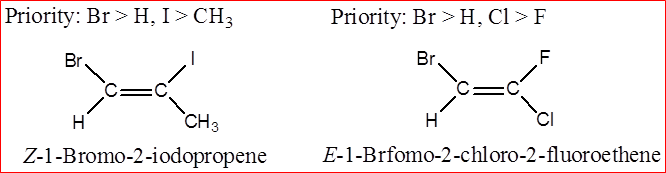 Priority: Br > H, I > CH3
Priority: Br > H, Cl > F
Br
I
C
C
H
CH3
Br
F
C
C
H
Cl
Z-1-Bromo-2-iodopropene
E-1-Brfomo-2-chloro-2-fluoroethene